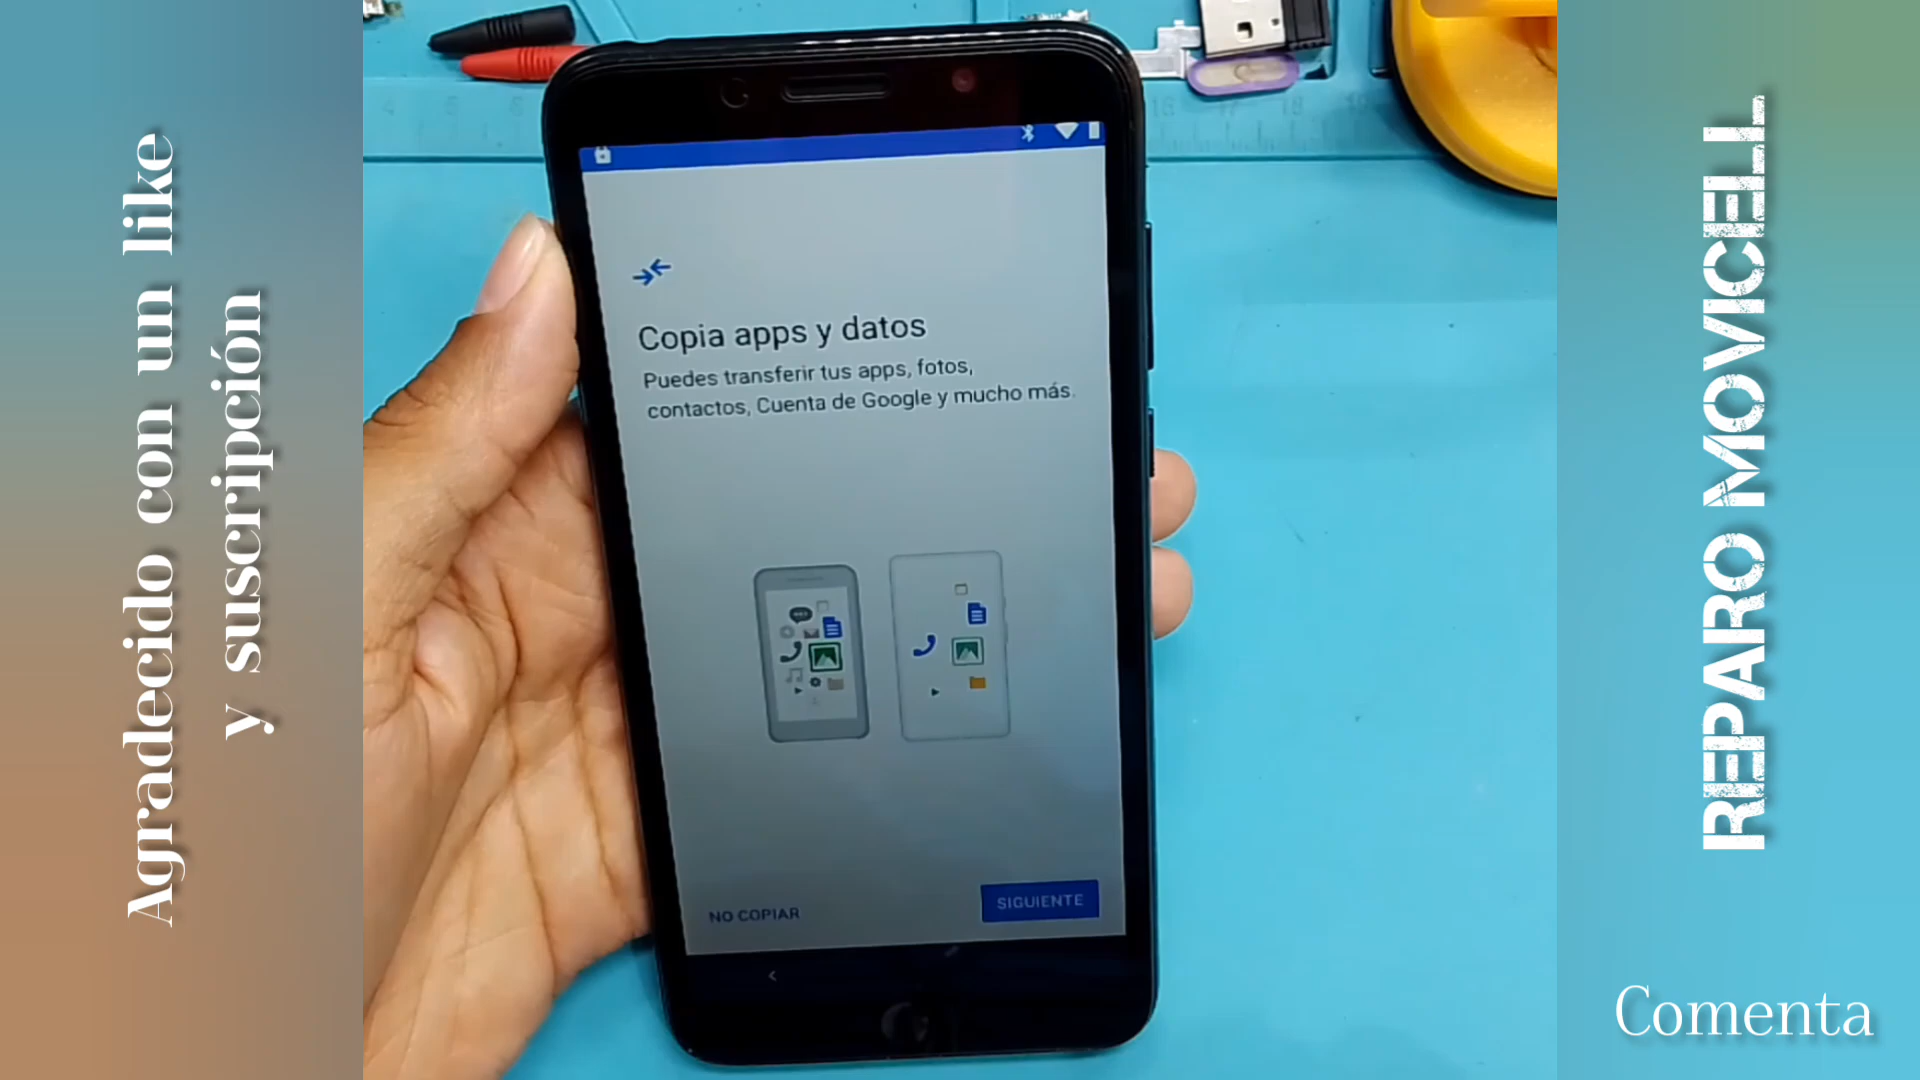 Agradecido con un like
y suscripción
Copia apps y datos
Puedes transferir tus apps, fotos,
contactos, Cuenta de Google y mucho más.
NO COPIAR
SIGUIENTE
REPARO MOVICELL
Comenta